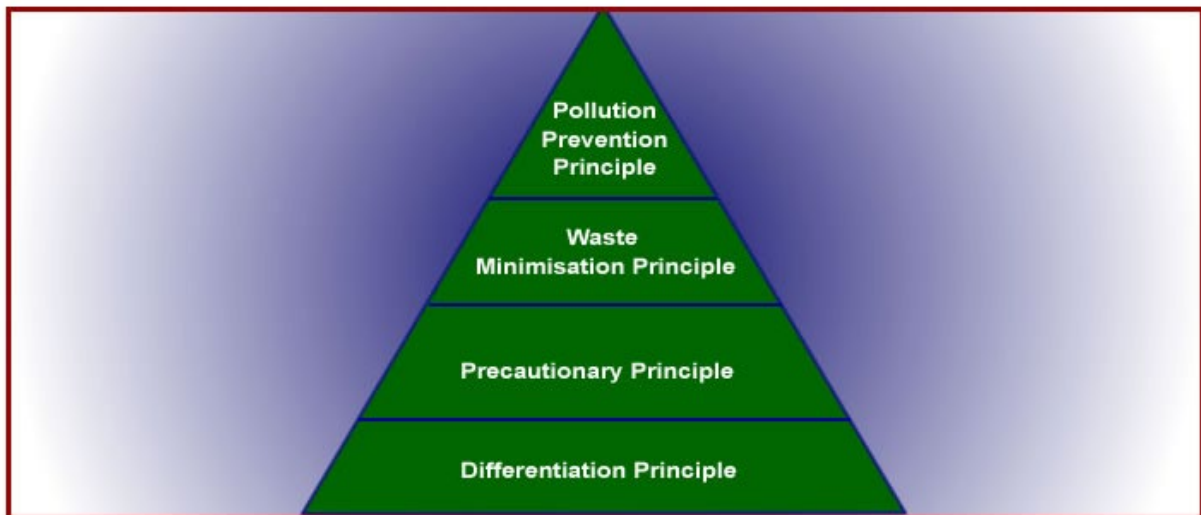 Pollution
Prevention
Principle
Waste
Minimisation Principle
Precautionary Principle
Differentiation Principle